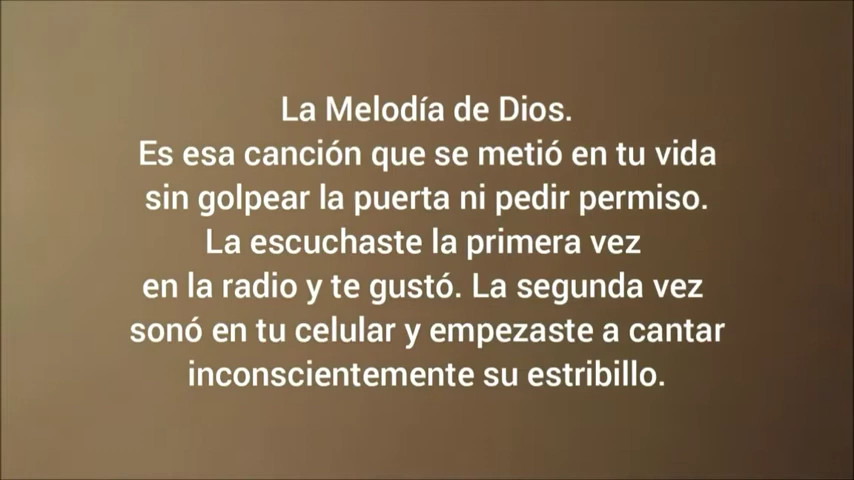 La Melodía de Dios.
Es esa canción que se metió en tu vida
sin golpear la puerta ni pedir permiso.
La escuchaste la primera vez
en la radio y te gustó. La segunda vez
sonó en tu celular y empezaste a cantar
inconscientemente su estribillo.